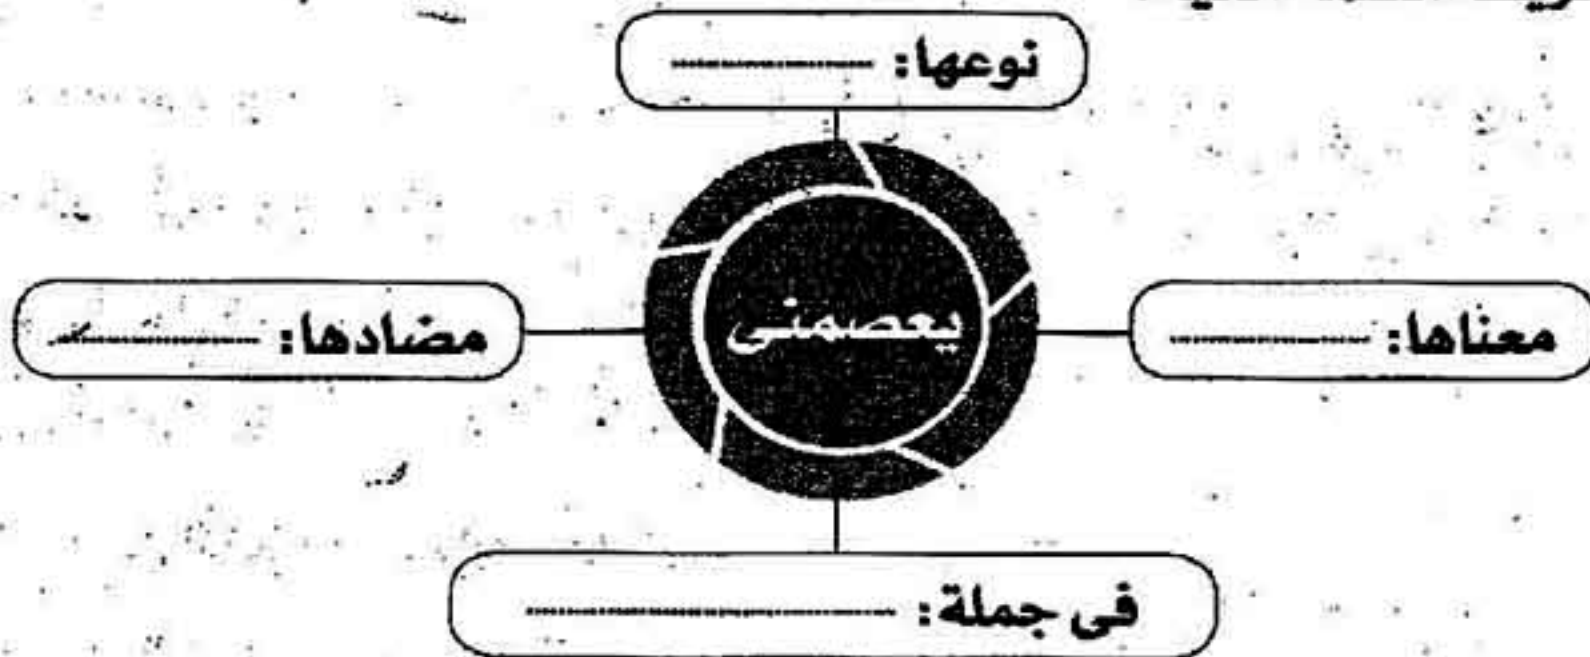 نوعها: ..................
معناها: ..................
يعصمنى
مضادها: ..................
فى جملة: ..................